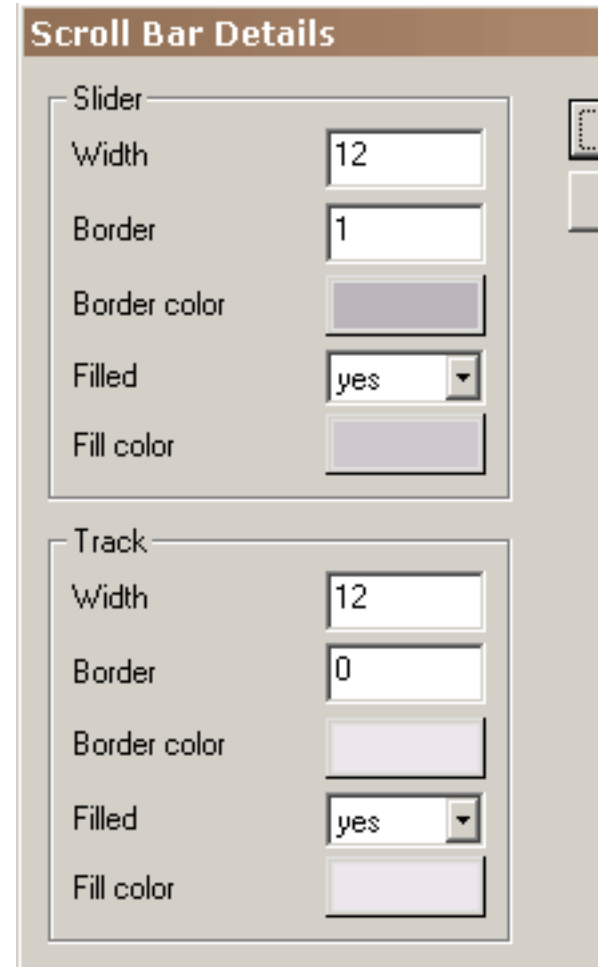 Scroll Bar Details
Slider
Width 12
Border 1
Border color
Filled yes
Fill color
Track
Width 12
Border 0
Border color
Filled yes
Fill color